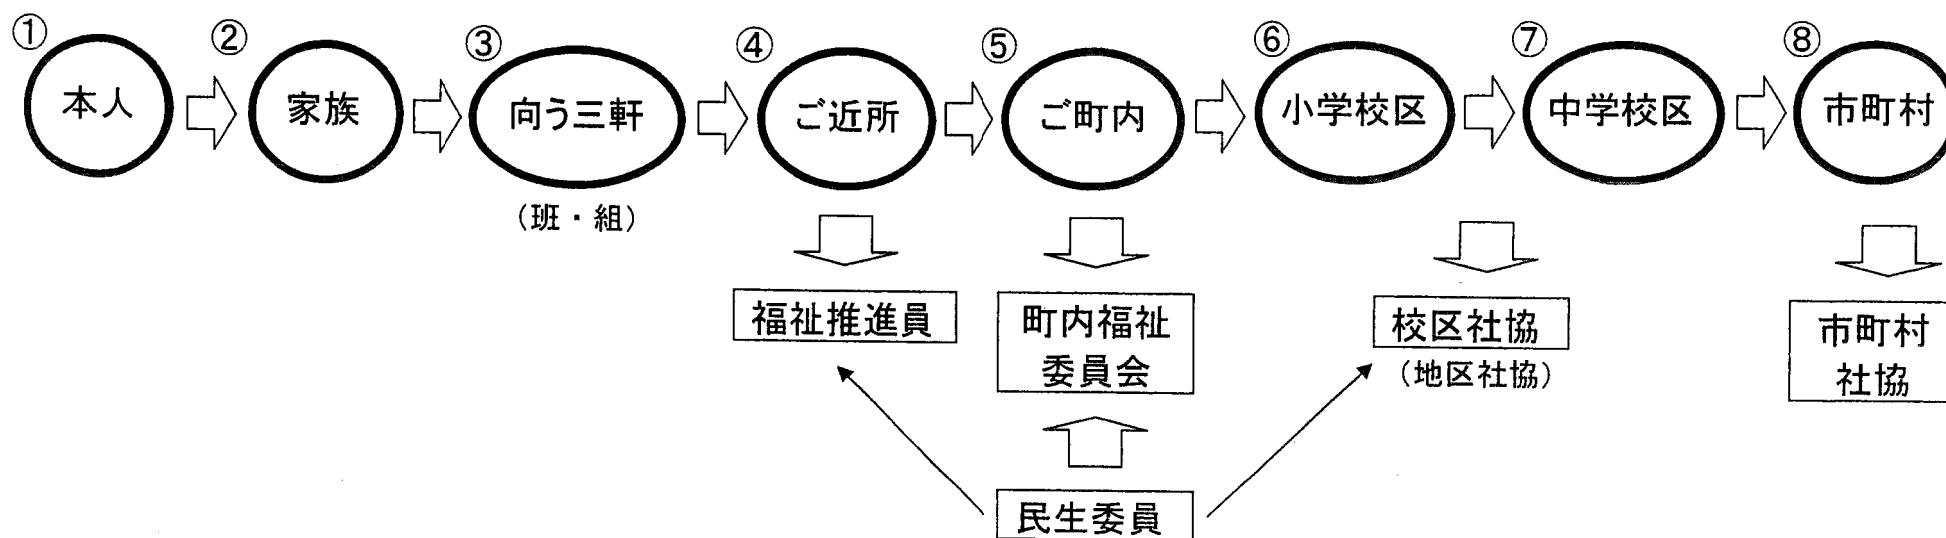 ① ② ③ ④ ⑤ ⑥ ⑦ ⑧
本人 家族 向う三軒 ご近所 ご町内 小学校区 中学校区 市町村
（班・組）
福祉推進員
町内福祉
委員会
校区社協
（地区社協）
市町村
社協
民生委員